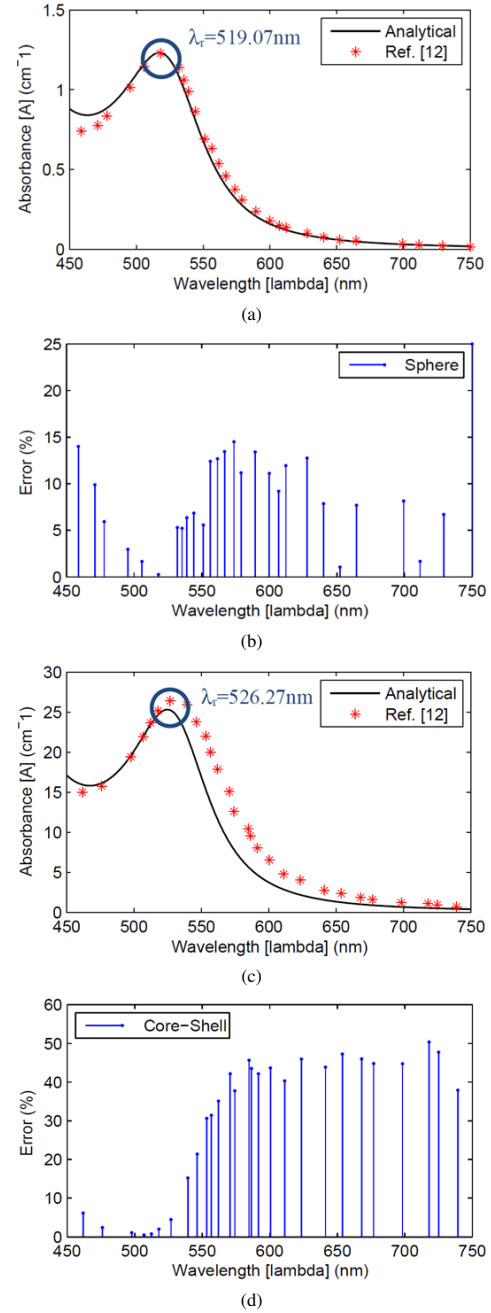 λr=519.07nm
Analytical
Ref. [12]
Absorbance [A] (cm⁻1)
1.5
1
0.5
0
450 500 550 600 650 700 750
Wavelength [lambda] (nm)
(a)
Sphere
Error (%)
25
20
15
10
5
0
450 500 550 600 650 700 750
Wavelength [lambda] (nm)
(b)
λr=526.27nm
Analytical
Ref. [12]
Absorbance [A] (cm⁻1)
30
25
20
15
10
5
0
450 500 550 600 650 700 750
Wavelength [lambda] (nm)
(c)
Core−Shell
Error (%)
60
50
40
30
20
10
0
450 500 550 600 650 700 750
Wavelength [lambda] (nm)
(d)